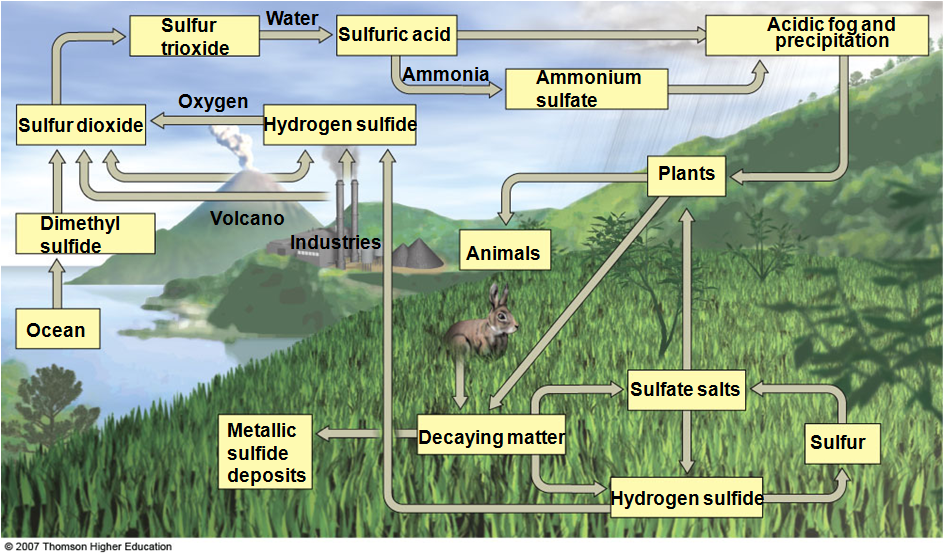 Water
Sulfur
trioxide
Sulfuric acid
Acidic fog and
precipitation
Ammonia
Ammonium
sulfate
Oxygen
Sulfur dioxide
Hydrogen sulfide
Plants
Volcano
Dimethyl
sulfide
Industries
Animals
Ocean
Sulfate salts
Metallic
sulfide
deposits
Decaying matter
Sulfur
Hydrogen sulfide
© 2007 Thomson Higher Education